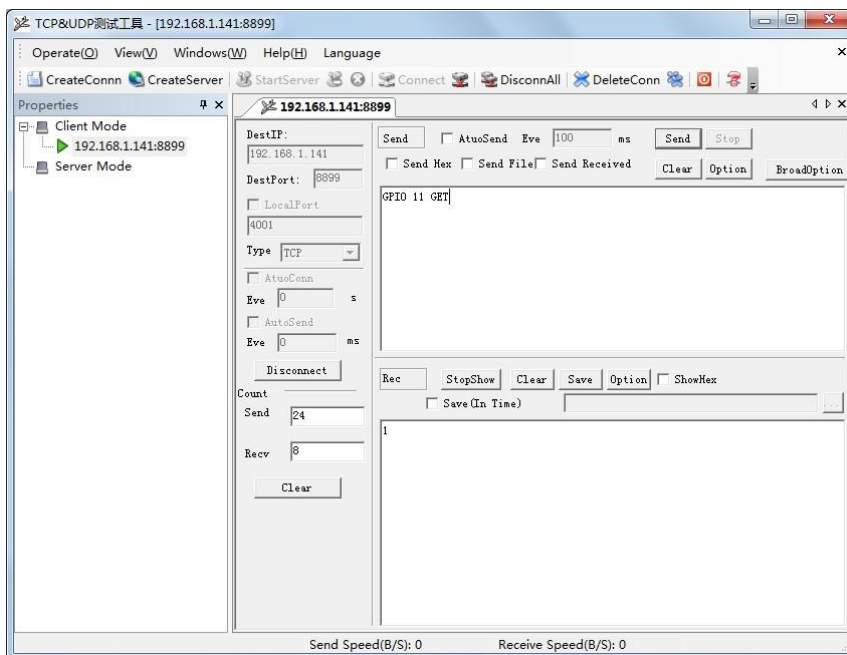 TCP&UDP测试工具 - [192.168.1.141:8899]
Operate(O) View(V) Windows(W) Help(H) Language
CreateConnn CreateServer StartServer Connect DisconnAll DeleteConn
Properties
Client Mode
192.168.1.141:8899
Server Mode
192.168.1.141:8899
DestIP:
192.168.1.141
DestPort: 8899
LocalPort
4001
Type TCP
AtuoConn
Eve 0 s
AutoSend
Eve 0 ms
Disconnect
Count
Send 24
Recv 8
Clear
Send AtuoSend Eve 100 ms Send Stop
Send Hex Send File Send Received Clear Option BroadOption
GPIO 11 GET
Rec StopShow Clear Save Option ShowHex
Save(In Time) ...
1
Send Speed(B/S): 0 Receive Speed(B/S): 0